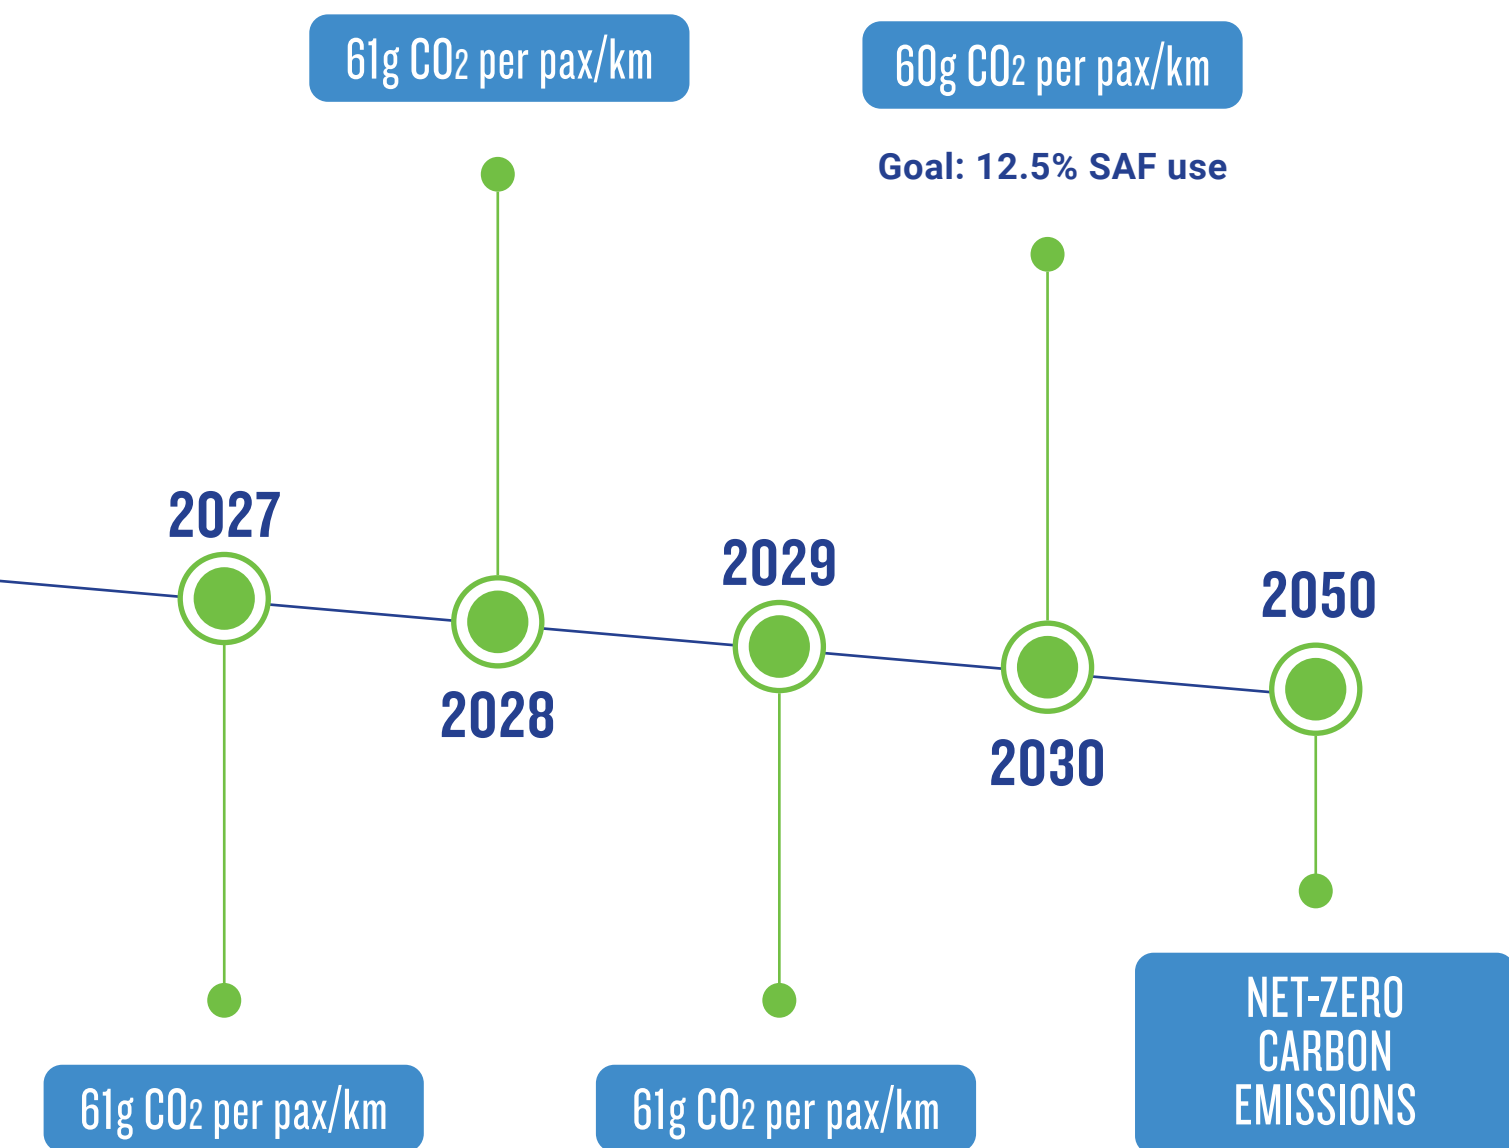 61g CO2 per pax/km
60g CO2 per pax/km
Goal: 12.5% SAF use
2027
2028
2029
2030
2050
61g CO2 per pax/km
61g CO2 per pax/km
NET-ZERO
CARBON
EMISSIONS